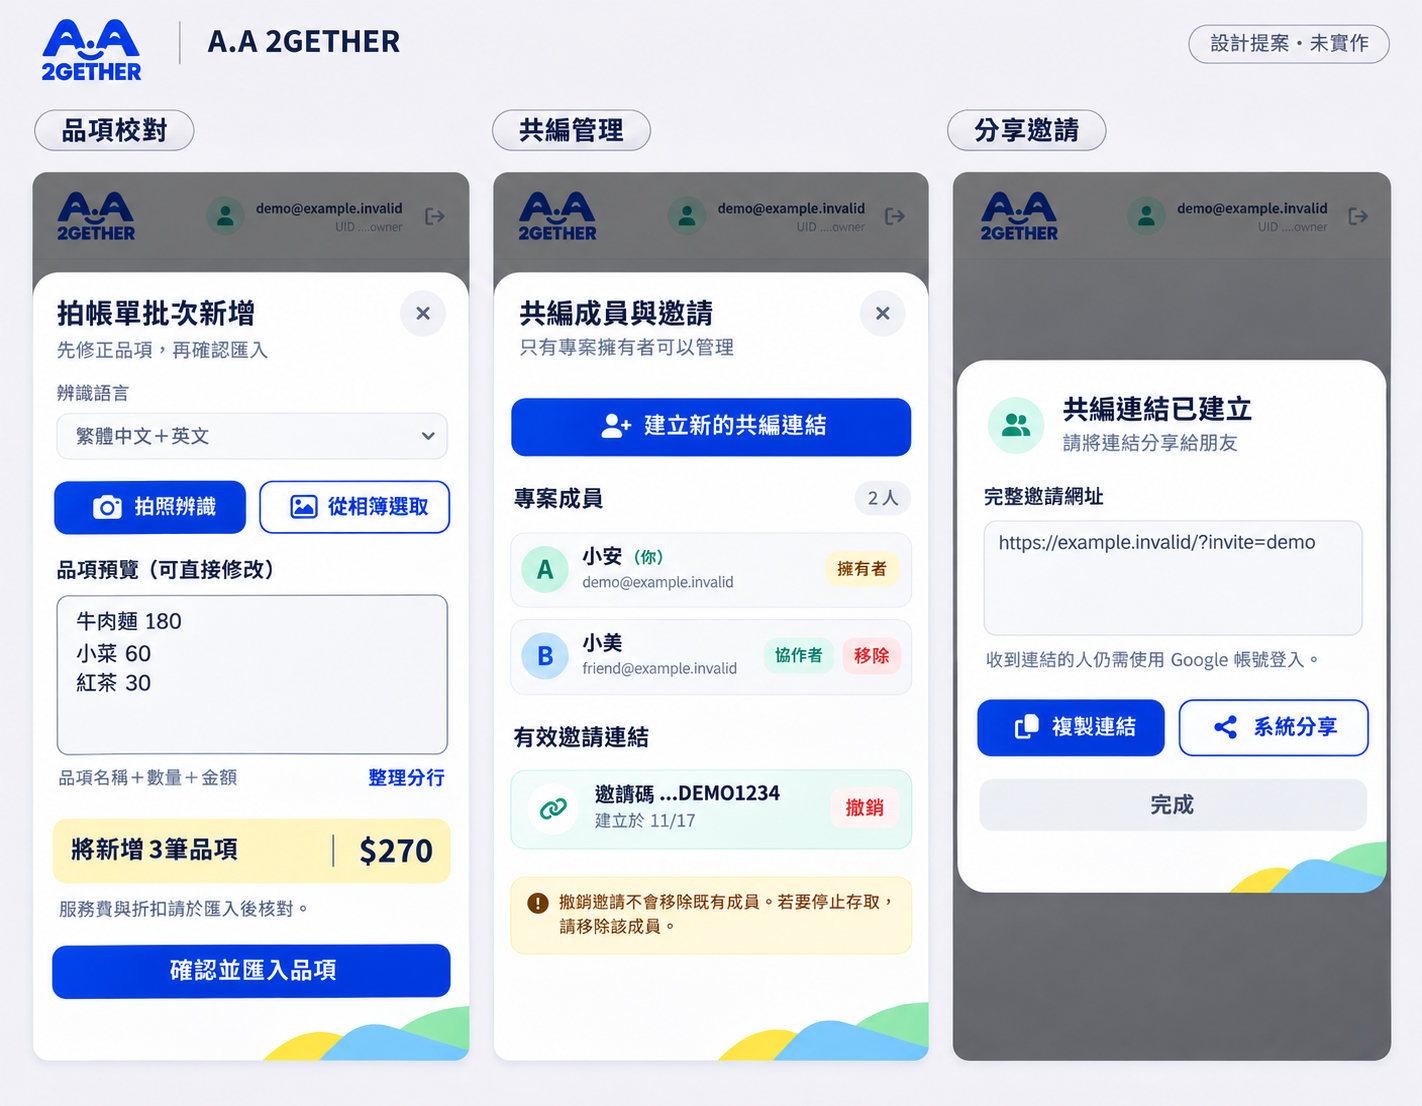 A.A
2GETHER
A.A 2GETHER
設計提案・未實作
品項校對
A.A
2GETHER
demo@example.invalid
UID ....owner
拍帳單批次新增
先修正品項，再確認匯入
辨識語言
繁體中文＋英文
拍照辨識
從相簿選取
品項預覽（可直接修改）
牛肉麵 180
小菜 60
紅茶 30
品項名稱＋數量＋金額
整理分行
將新增 3筆品項
$270
服務費與折扣請於匯入後核對。
確認並匯入品項
共編管理
A.A
2GETHER
demo@example.invalid
UID ....owner
共編成員與邀請
只有專案擁有者可以管理
建立新的共編連結
專案成員
2 人
A
小安（你）
demo@example.invalid
擁有者
B
小美
friend@example.invalid
協作者
移除
有效邀請連結
邀請碼 ...DEMO1234
建立於 11/17
撤銷
撤銷邀請不會移除既有成員。若要停止存取，
請移除該成員。
分享邀請
A.A
2GETHER
demo@example.invalid
UID ....owner
共編連結已建立
請將連結分享給朋友
完整邀請網址
https://example.invalid/?invite=demo
收到連結的人仍需使用 Google 帳號登入。
複製連結
系統分享
完成